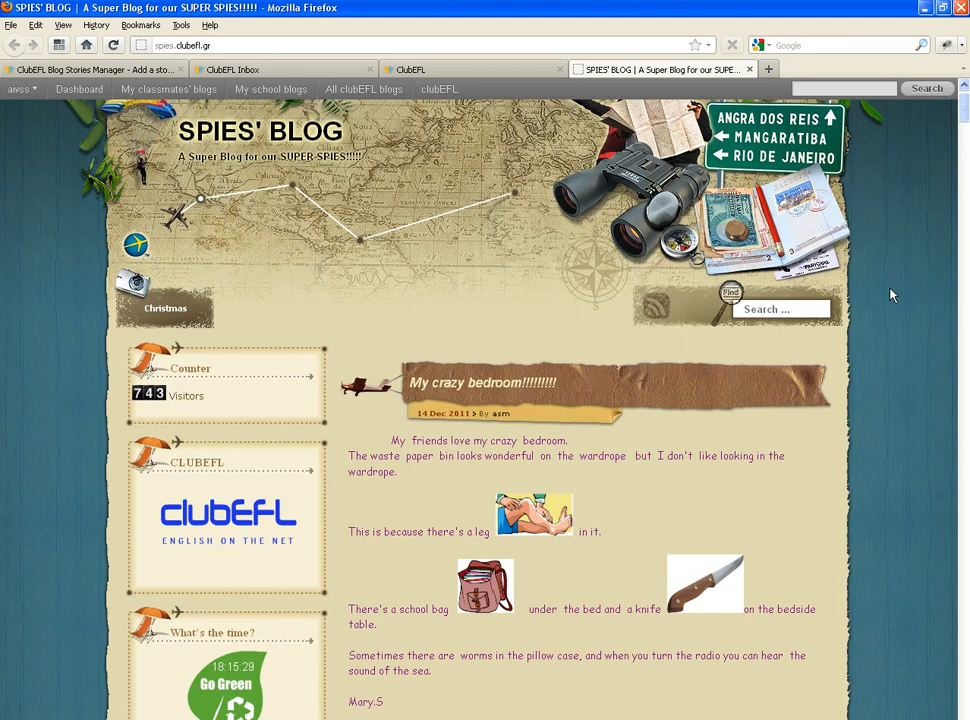 SPIES' BLOG | A Super Blog for our SUPER SPIES!!!!! - Mozilla Firefox
File Edit View History Bookmarks Tools Help
spies.clubefl.gr
Google
ClubEFL Blog Stories Manager - Add a sto...
ClubEFL Inbox
ClubEFL
SPIES' BLOG | A Super Blog for our SUPE...
aivss
Dashboard
My classmates' blogs
My school blogs
All clubEFL blogs
clubEFL
Search
SPIES' BLOG
A Super Blog for our SUPER SPIES!!!!!
ANGRA DOS REIS
MANGARATIBA
RIO DE JANEIRO
Christmas
Find
Search ...
Counter
743 Visitors
CLUBEFL
clubEFL
ENGLISH ON THE NET
What's the time?
18:15:29
Go Green
My crazy bedroom!!!!!!!!!
14 Dec 2011 > By asm
My friends love my crazy bedroom.
The waste paper bin looks wonderful on the wardrope but I don't like looking in the
wardrope.
This is because there's a leg in it.
There's a school bag under the bed and a knife on the bedside
table.
Sometimes there are worms in the pillow case, and when you turn the radio you can hear the
sound of the sea.
Mary.S